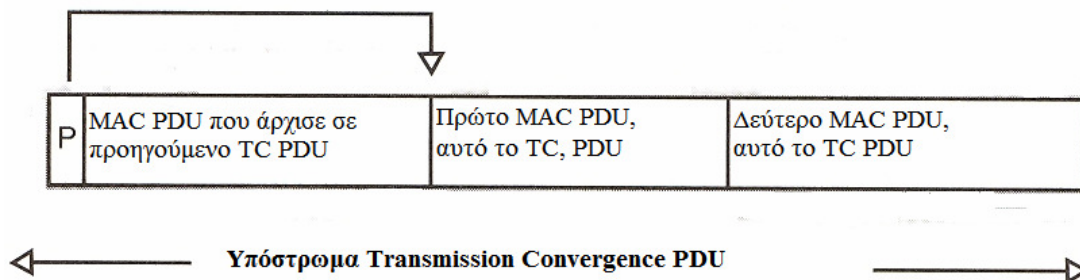 P
MAC PDU που άρχισε σε
προηγούμενο TC PDU
Πρώτο MAC PDU,
αυτό το TC, PDU
Δεύτερο MAC PDU,
αυτό το TC PDU
Υπόστρωμα Transmission Convergence PDU